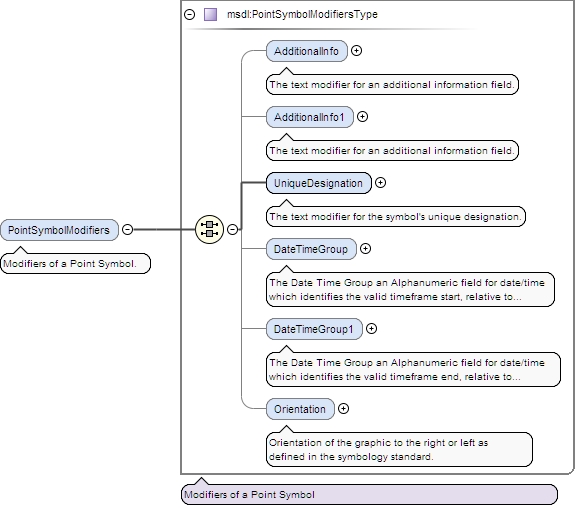 msdl:PointSymbolModifiersType
AdditionalInfo
The text modifier for an additional information field.
AdditionalInfo1
The text modifier for an additional information field.
UniqueDesignation
The text modifier for the symbol's unique designation.
PointSymbolModifiers
Modifiers of a Point Symbol.
DateTimeGroup
The Date Time Group an Alphanumeric field for date/time
which identifies the valid timeframe start, relative to...
DateTimeGroup1
The Date Time Group an Alphanumeric field for date/time
which identifies the valid timeframe end, relative to...
Orientation
Orientation of the graphic to the right or left as
defined in the symbology standard.
Modifiers of a Point Symbol